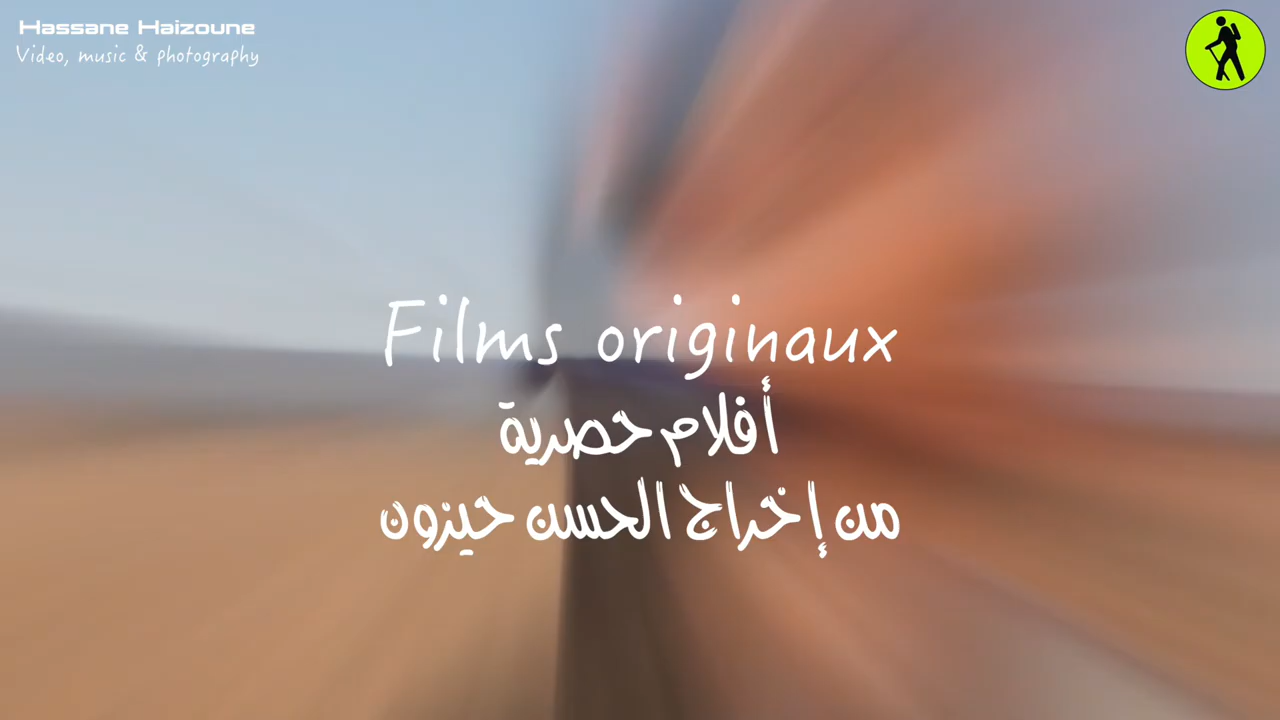 Hassane Haizoune
Video, music & photography
Films originaux
أفلام حصرية
من إخراج الحسن حيزون